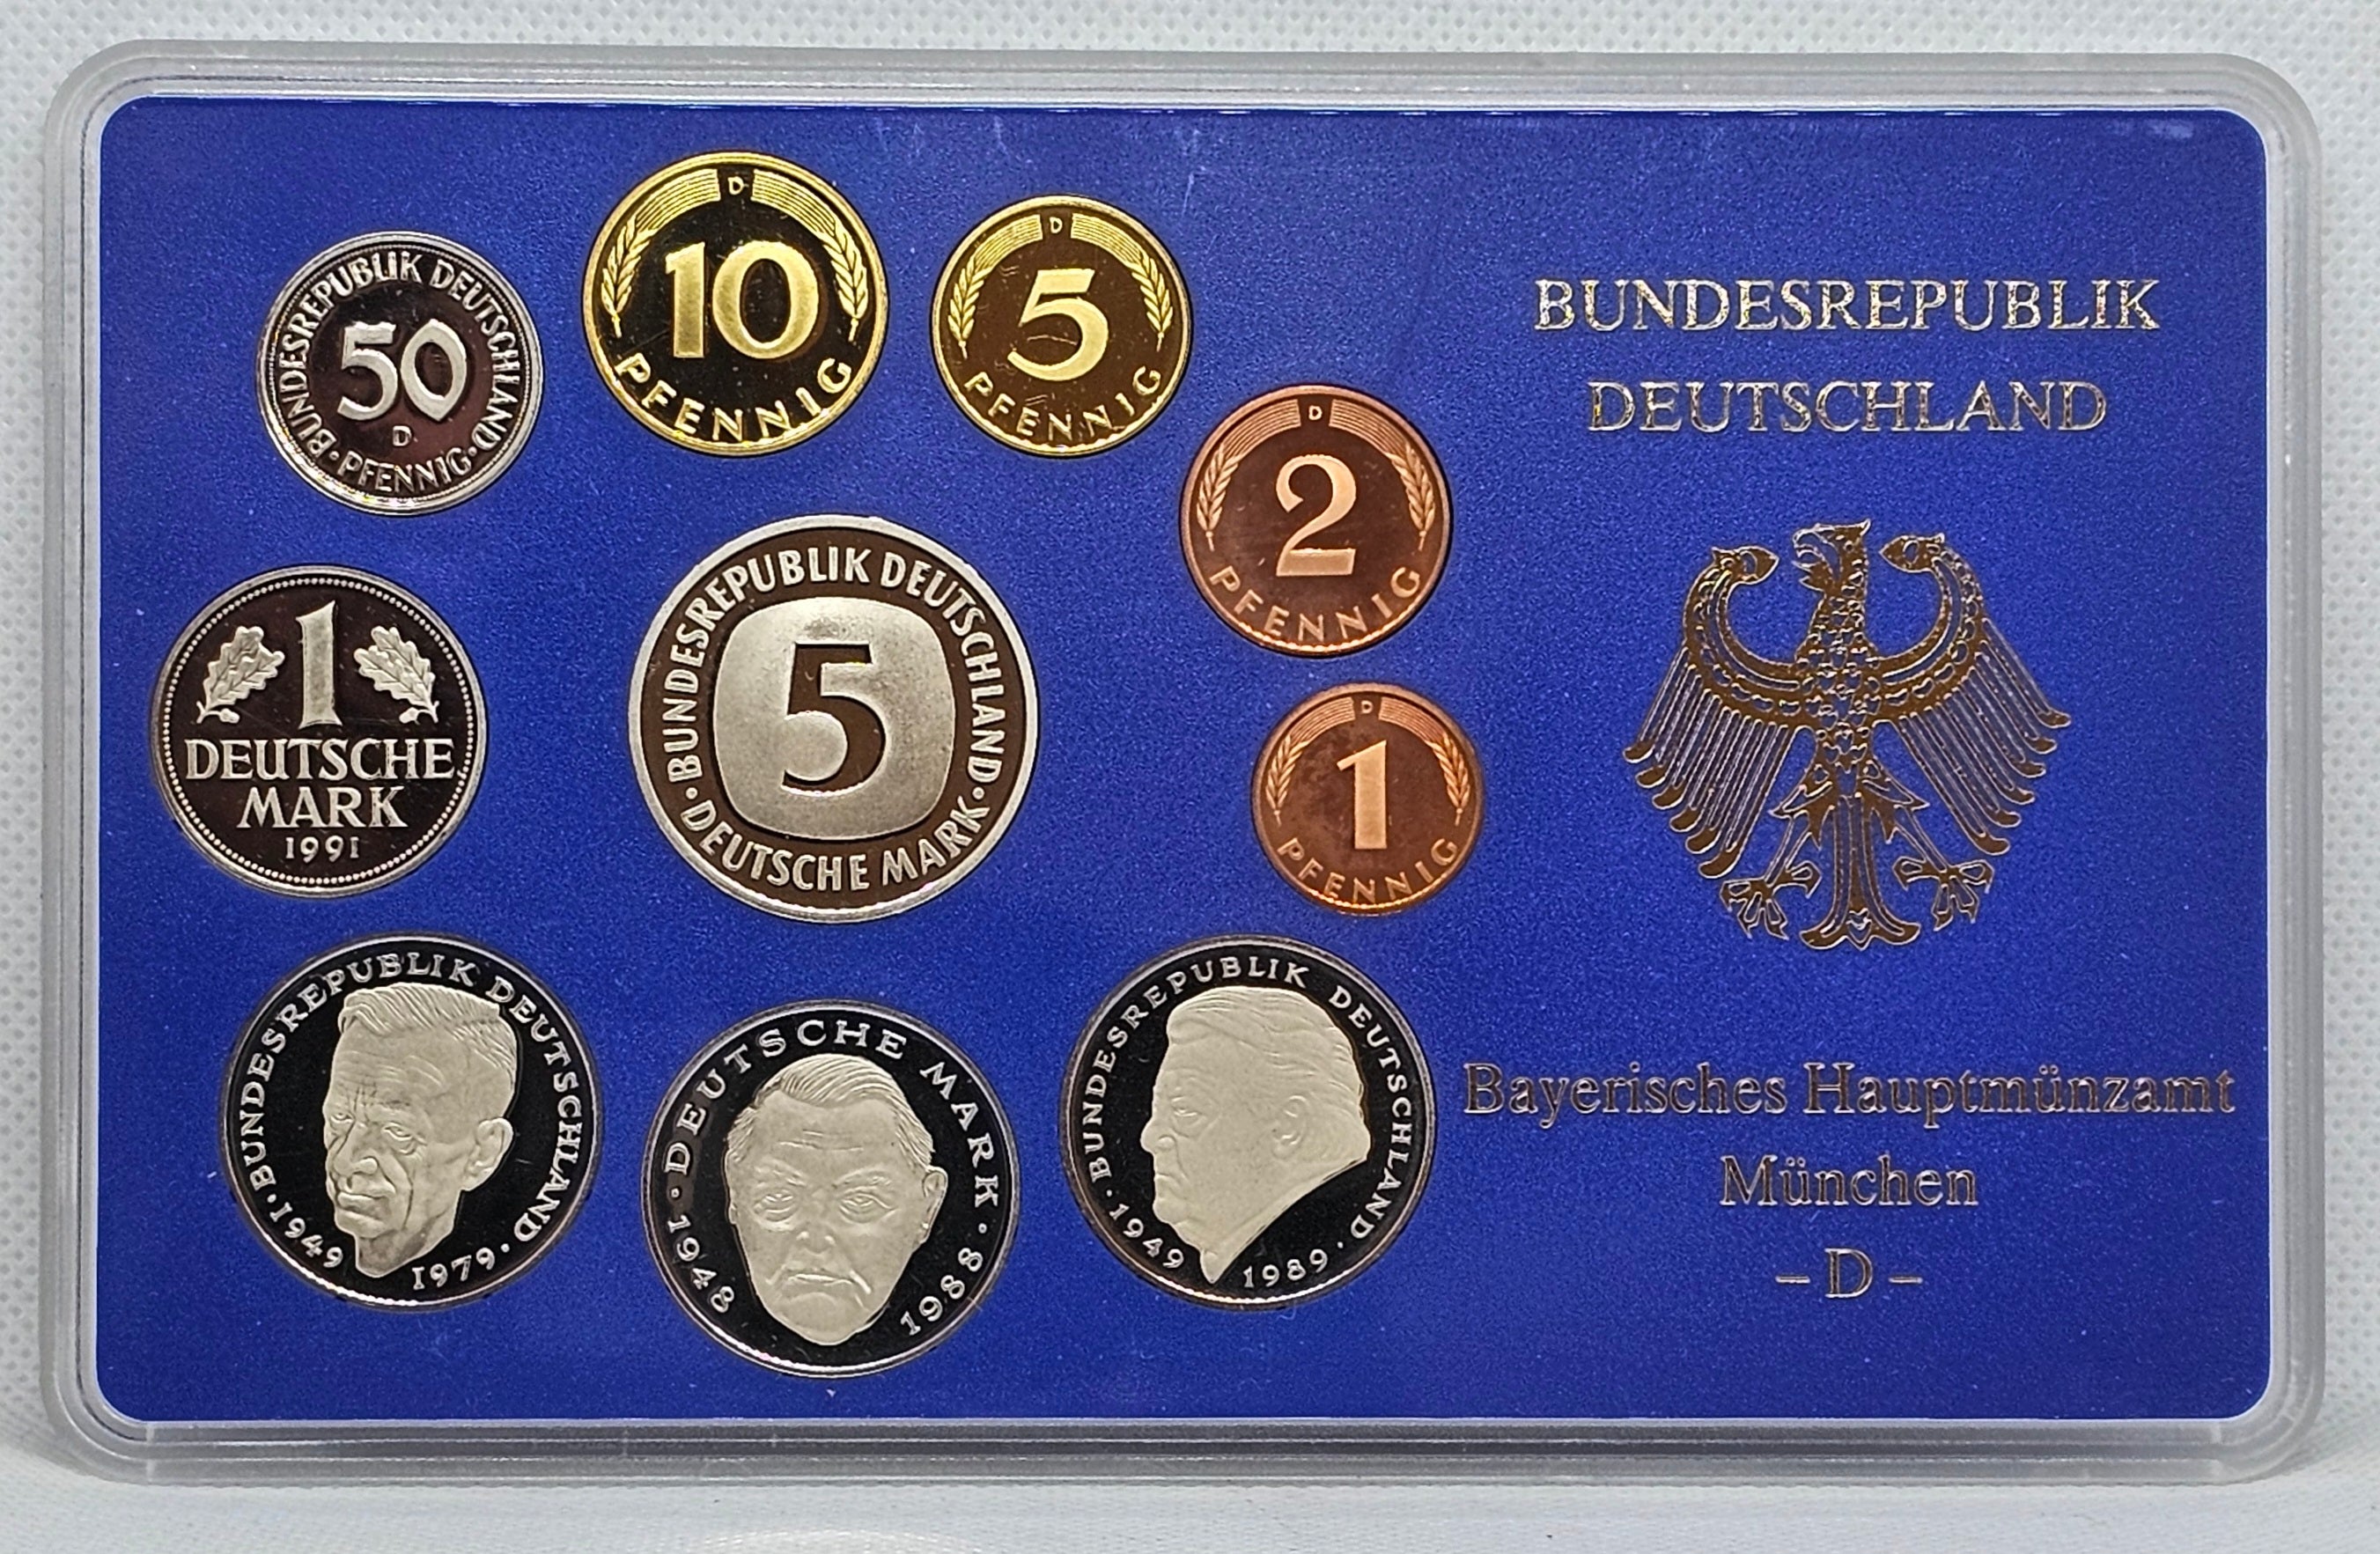 BUNDESREPUBLIK DEUTSCHLAND
50
D
· PFENNIG ·
D
10
PFENNIG
D
5
PFENNIG
D
2
PFENNIG
D
1
PFENNIG
1
DEUTSCHE
MARK
1991
BUNDESREPUBLIK DEUTSCHLAND
5
· DEUTSCHE MARK ·
· BUNDESREPUBLIK DEUTSCHLAND ·
1949 1979
· DEUTSCHE MARK ·
1948 1988
· BUNDESREPUBLIK DEUTSCHLAND ·
1949 1989
BUNDESREPUBLIK
DEUTSCHLAND
Bayerisches Hauptmünzamt
München
– D –